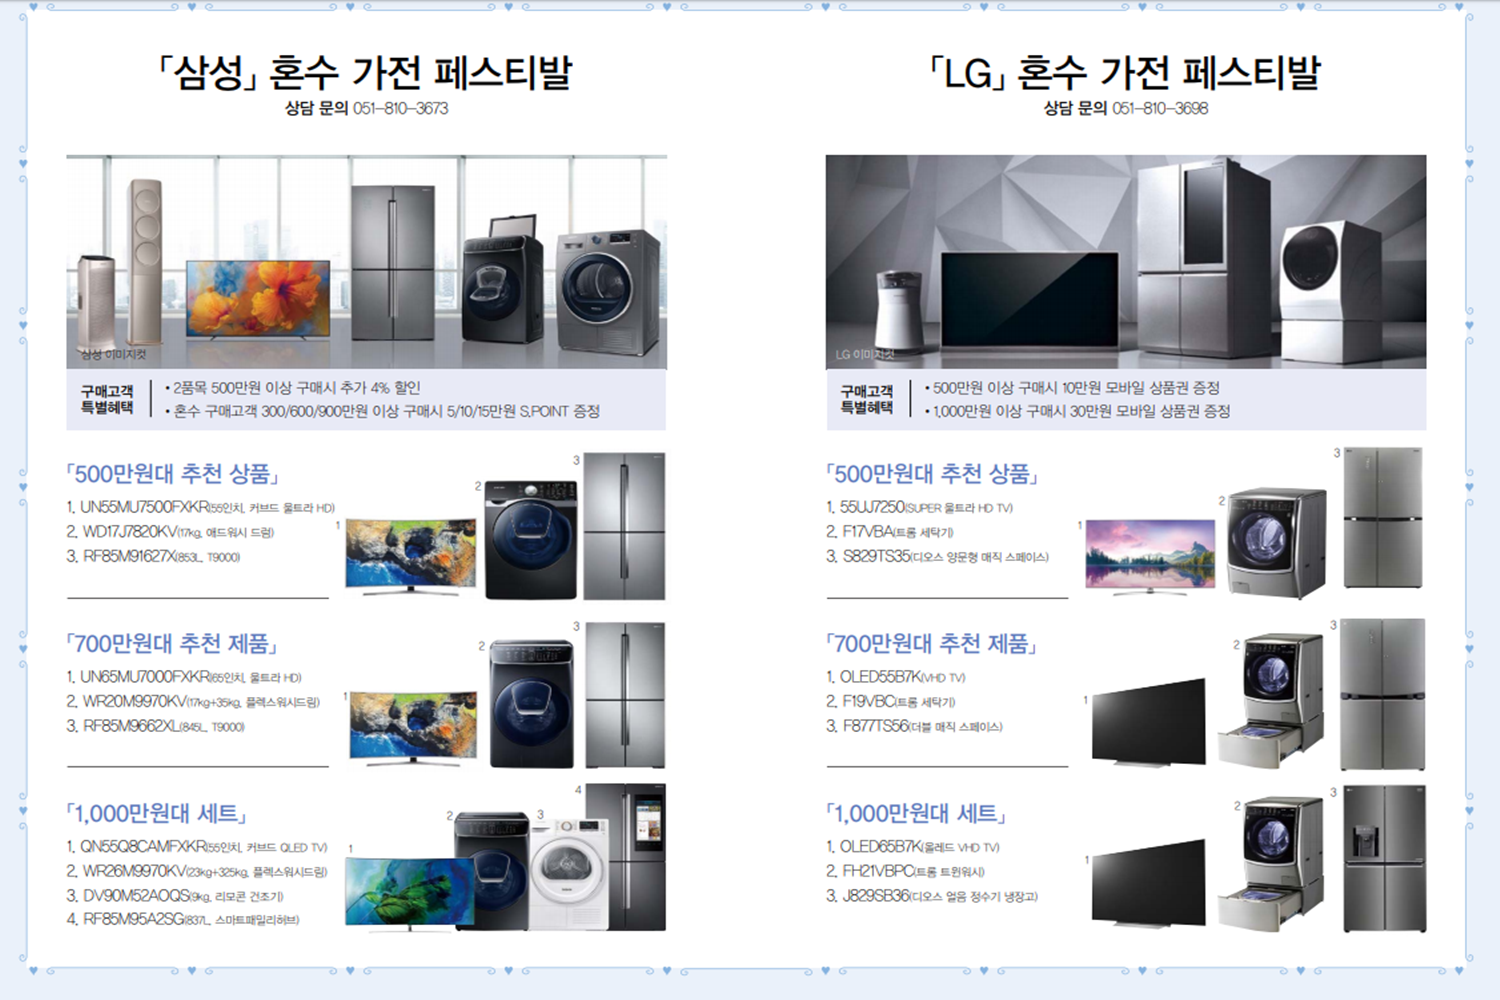 「삼성」 혼수 가전 페스티발
상담 문의 051-810-3673
삼성 이미지컷
구매고객
특별혜택
• 2품목 500만원 이상 구매시 추가 4% 할인
• 혼수 구매고객 300/600/900만원 이상 구매시 5/10/15만원 S.POINT 증정
「500만원대 추천 상품」
1. UN55MU7500FXKR(55인치, 커브드 울트라 HD)
2. WD17J7820KV(17kg, 애드워시 드럼)
3. RF85M91627X(853L, T9000)
1
2
3
「700만원대 추천 제품」
1. UN65MU7000FXKR(65인치, 울트라 HD)
2. WR20M9970KV(17kg+35kg, 플렉스워시드럼)
3. RF85M9662XL(845L, T9000)
1
2
3
「1,000만원대 세트」
1. QN55Q8CAMFXKR(55인치, 커브드 QLED TV)
2. WR26M9970KV(23kg+325kg, 플렉스워시드럼)
3. DV90M52AOQS(9kg, 리모콘 건조기)
4. RF85M95A2SG(837L, 스마트패밀리허브)
1
2
3
4
「LG」 혼수 가전 페스티발
상담 문의 051-810-3698
LG 이미지컷
구매고객
특별혜택
• 500만원 이상 구매시 10만원 모바일 상품권 증정
• 1,000만원 이상 구매시 30만원 모바일 상품권 증정
「500만원대 추천 상품」
1. 55UJ7250(SUPER 울트라 HD TV)
2. F17VBA(트롬 세탁기)
3. S829TS35(디오스 양문형 매직 스페이스)
1
2
3
「700만원대 추천 제품」
1. OLED55B7K(VHD TV)
2. F19VBC(트롬 세탁기)
3. F877TS56(더블 매직 스페이스)
1
2
3
「1,000만원대 세트」
1. OLED65B7K(올레드 VHD TV)
2. FH21VBPC(트롬 트윈워시)
3. J829SB36(디오스 얼음 정수기 냉장고)
1
2
3